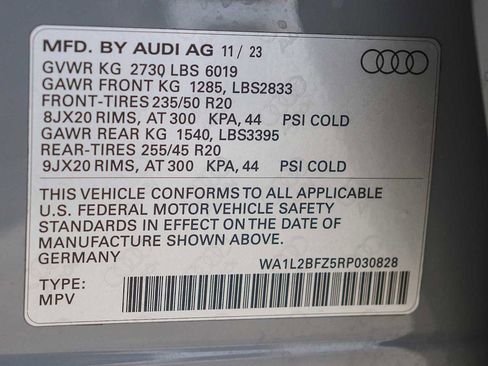 MFD. BY AUDI AG 11 / 23
GVWR KG 2730 LBS 6019
GAWR FRONT KG 1285, LBS2833
FRONT-TIRES 235/50 R20
8JX20 RIMS, AT 300 KPA, 44 PSI COLD
GAWR REAR KG 1540, LBS3395
REAR-TIRES 255/45 R20
9JX20 RIMS, AT 300 KPA, 44 PSI COLD
THIS VEHICLE CONFORMS TO ALL APPLICABLE
U.S. FEDERAL MOTOR VEHICLE SAFETY
STANDARDS IN EFFECT ON THE DATE OF
MANUFACTURE SHOWN ABOVE.
GERMANY WA1L2BFZ5RP030828
TYPE:
MPV